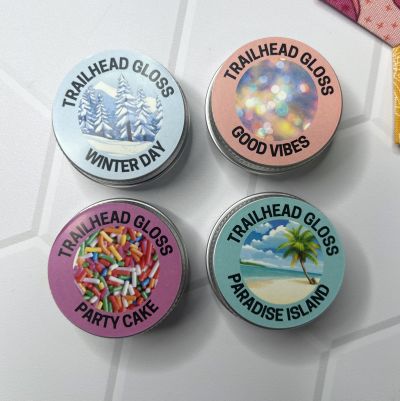 TRAILHEAD GLOSS
WINTER DAY
TRAILHEAD GLOSS
GOOD VIBES
TRAILHEAD GLOSS
PARTY CAKE
TRAILHEAD GLOSS
PARADISE ISLAND